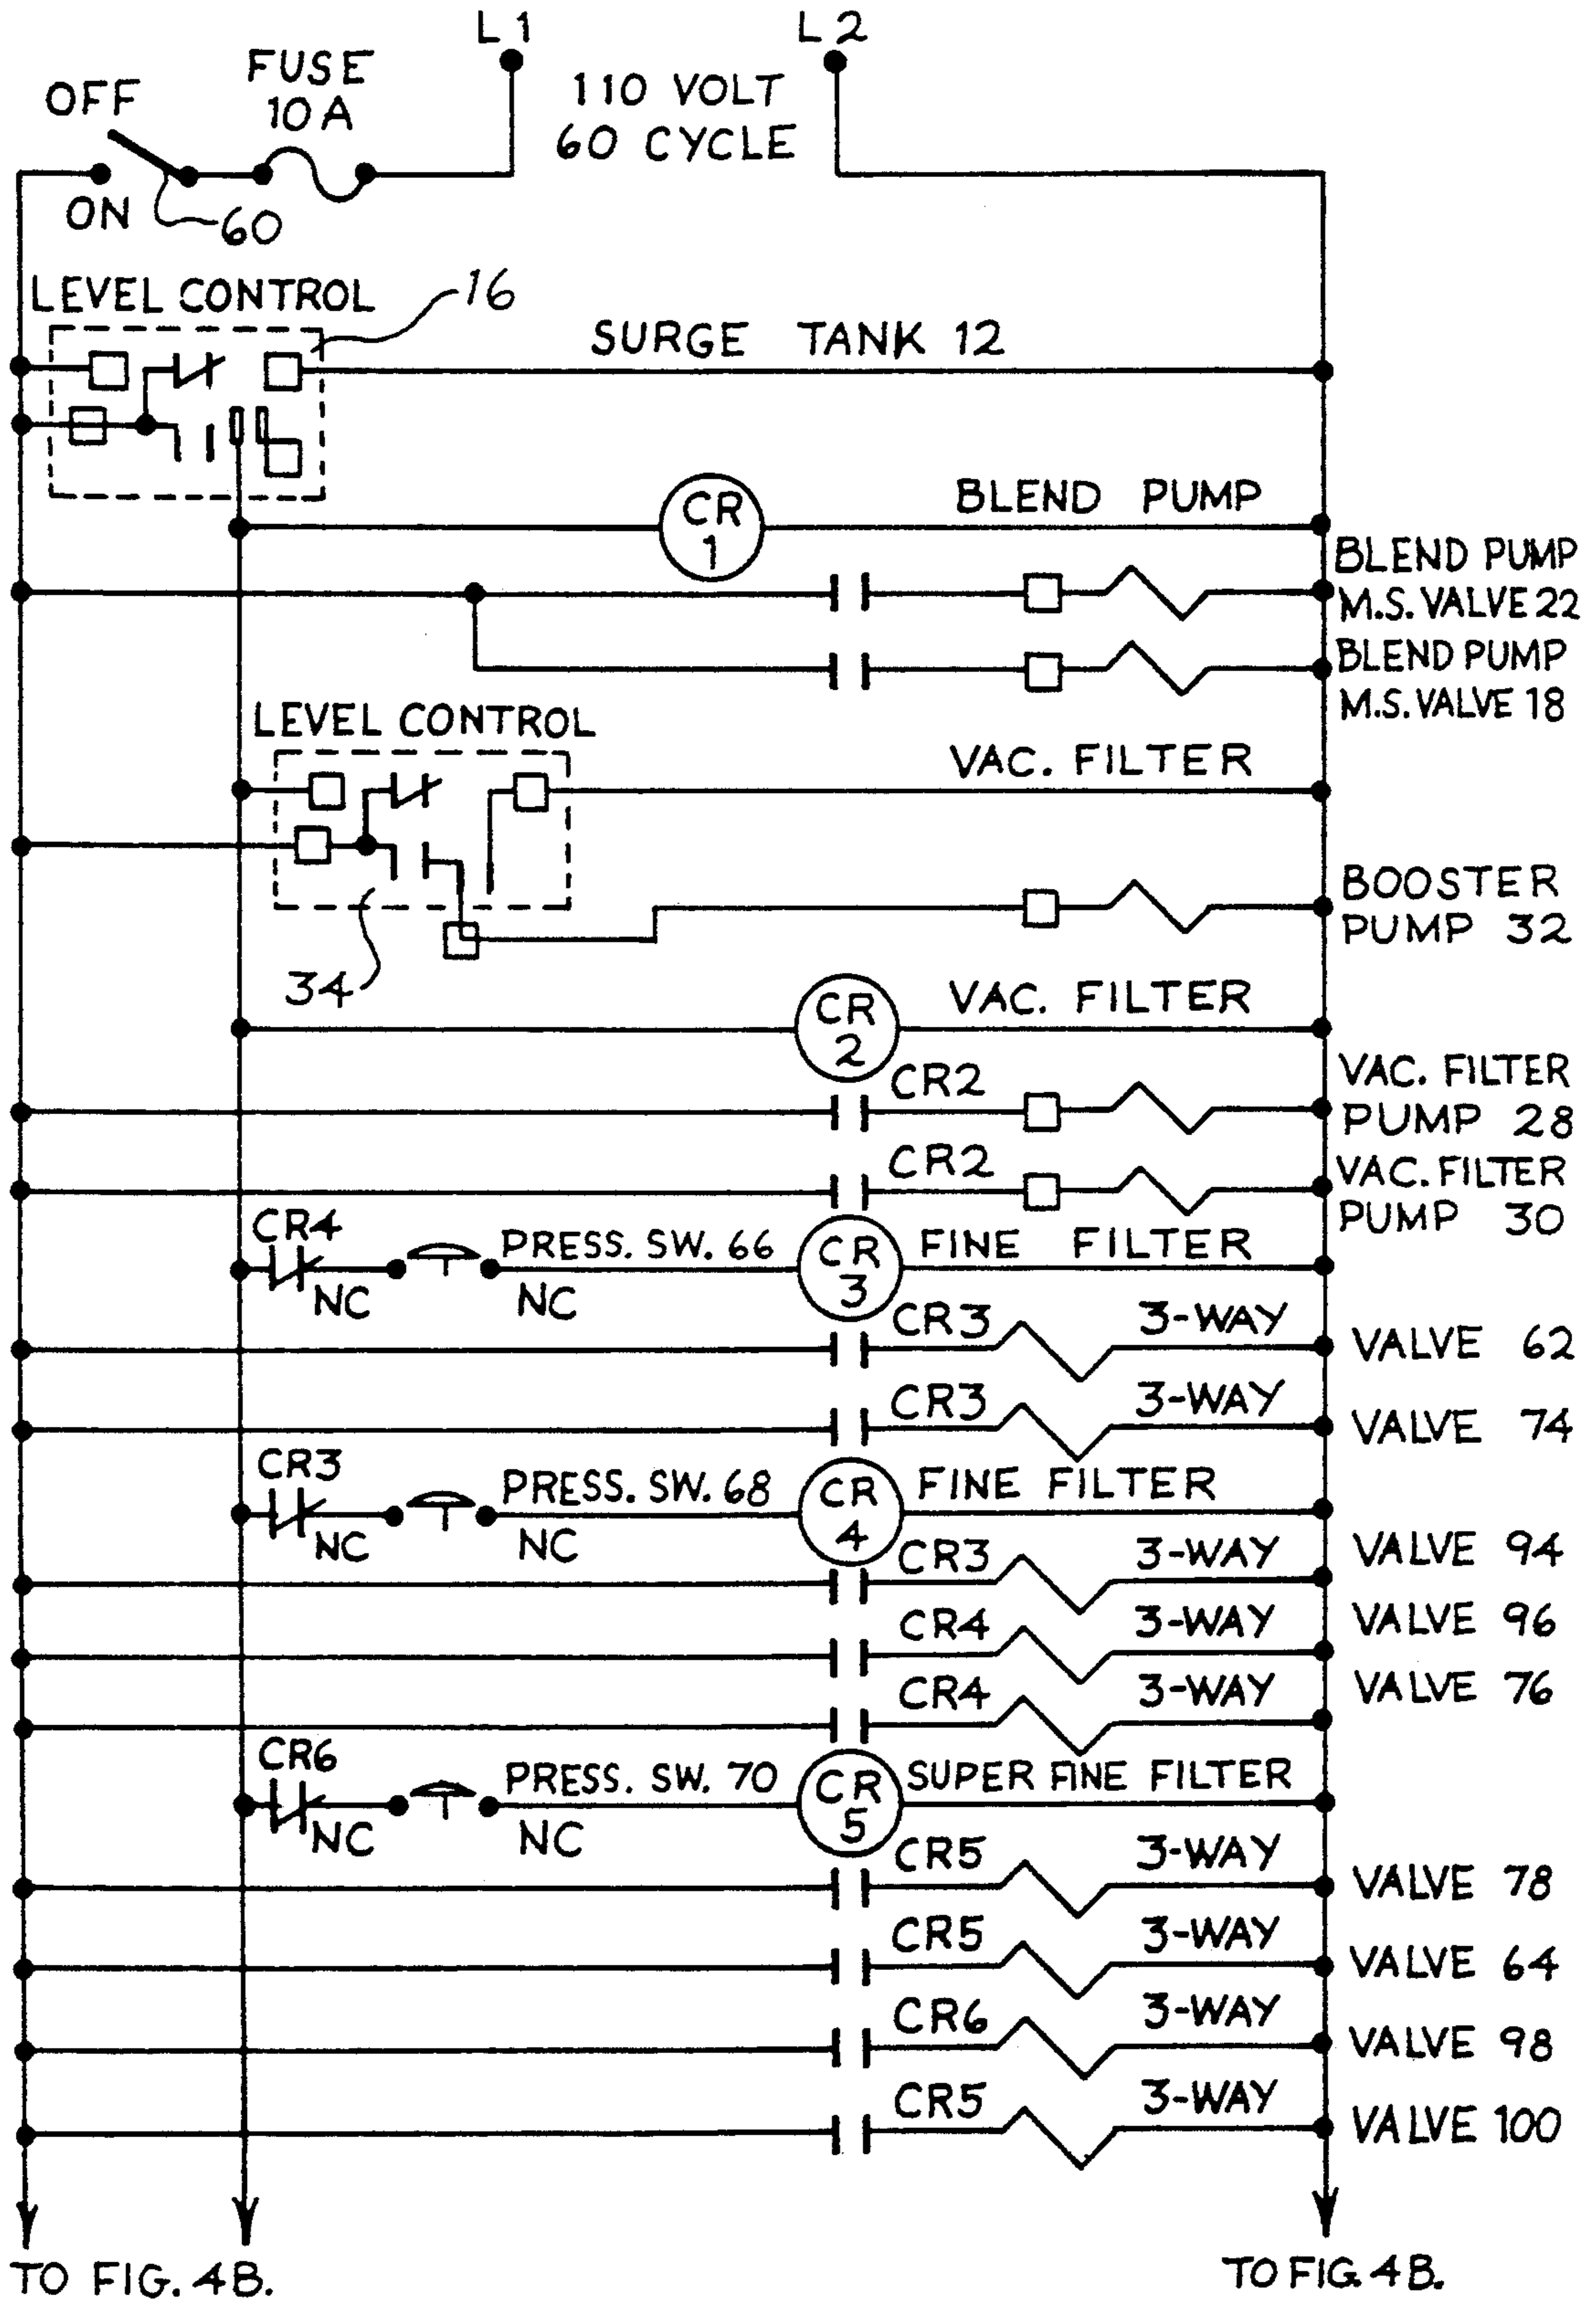 L1
L2
FUSE
10A
110 VOLT
60 CYCLE
OFF
ON
60
LEVEL CONTROL
16
SURGE TANK 12
CR
1
BLEND PUMP
BLEND PUMP
M.S. VALVE 22
BLEND PUMP
M.S. VALVE 18
LEVEL CONTROL
VAC. FILTER
BOOSTER
PUMP 32
34
CR
2
VAC. FILTER
CR2
VAC. FILTER
PUMP 28
CR2
VAC. FILTER
PUMP 30
CR4
NC
PRESS. SW. 66
NC
CR
3
FINE FILTER
CR3
3-WAY
VALVE 62
CR3
3-WAY
VALVE 74
CR3
NC
PRESS. SW. 68
NC
CR
4
FINE FILTER
CR3
3-WAY
VALVE 94
CR4
3-WAY
VALVE 96
CR4
3-WAY
VALVE 76
CR6
NC
PRESS. SW. 70
NC
CR
5
SUPER FINE FILTER
CR5
3-WAY
VALVE 78
CR5
3-WAY
VALVE 64
CR6
3-WAY
VALVE 98
CR5
3-WAY
VALVE 100
TO FIG. 4B.
TO FIG. 4B.